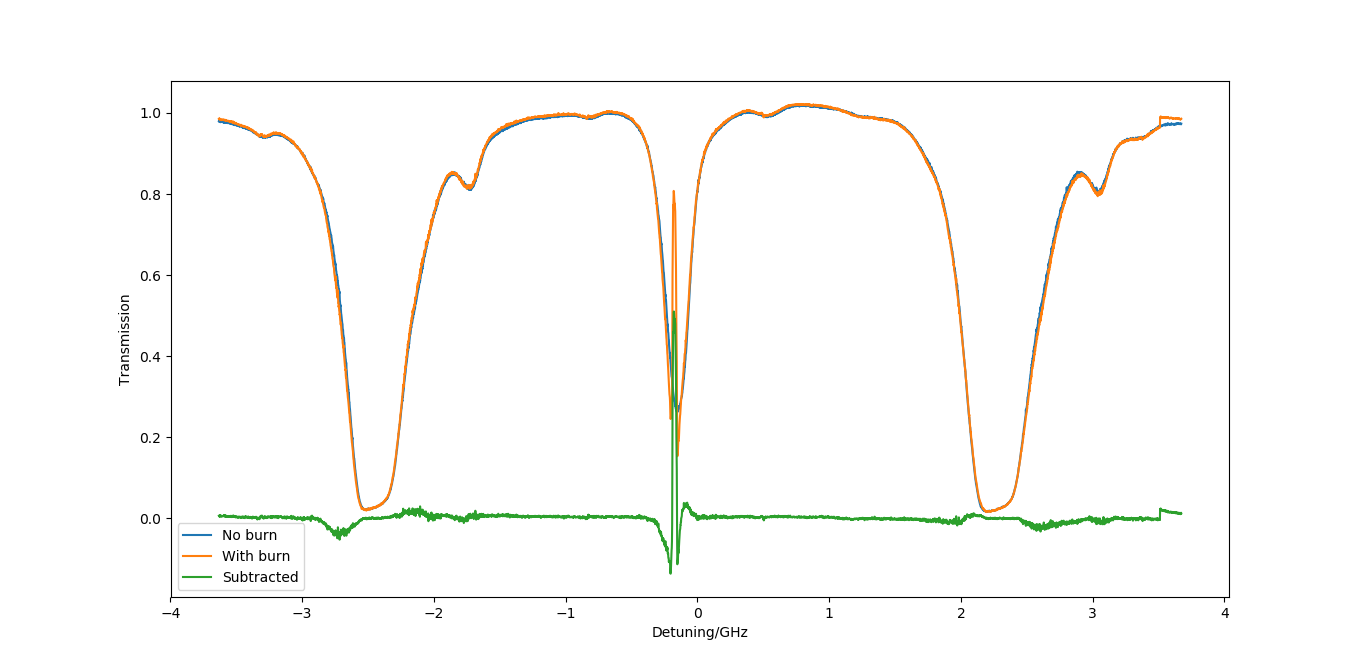 1.0
0.8
0.6
0.4
0.2
0.0
Transmission
No burn
With burn
Subtracted
−4 −3 −2 −1 0 1 2 3 4
Detuning/GHz